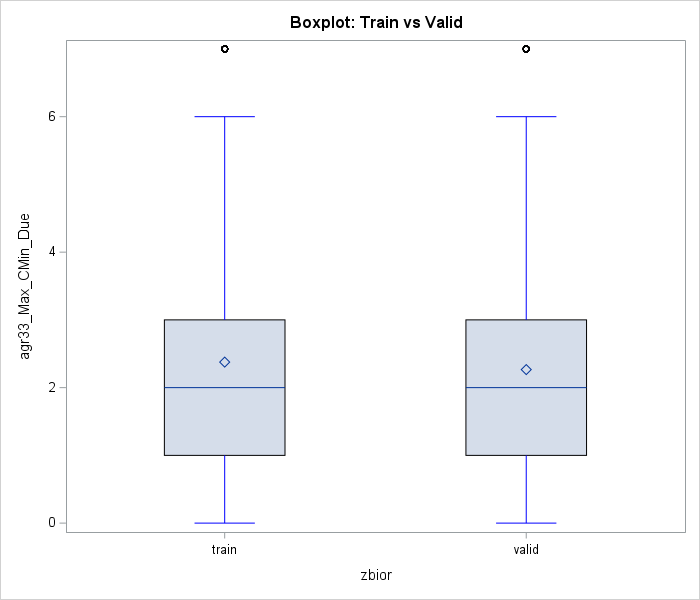 Boxplot: Train vs Valid
agr33_Max_CMin_Due
6
4
2
0
train
valid
zbior